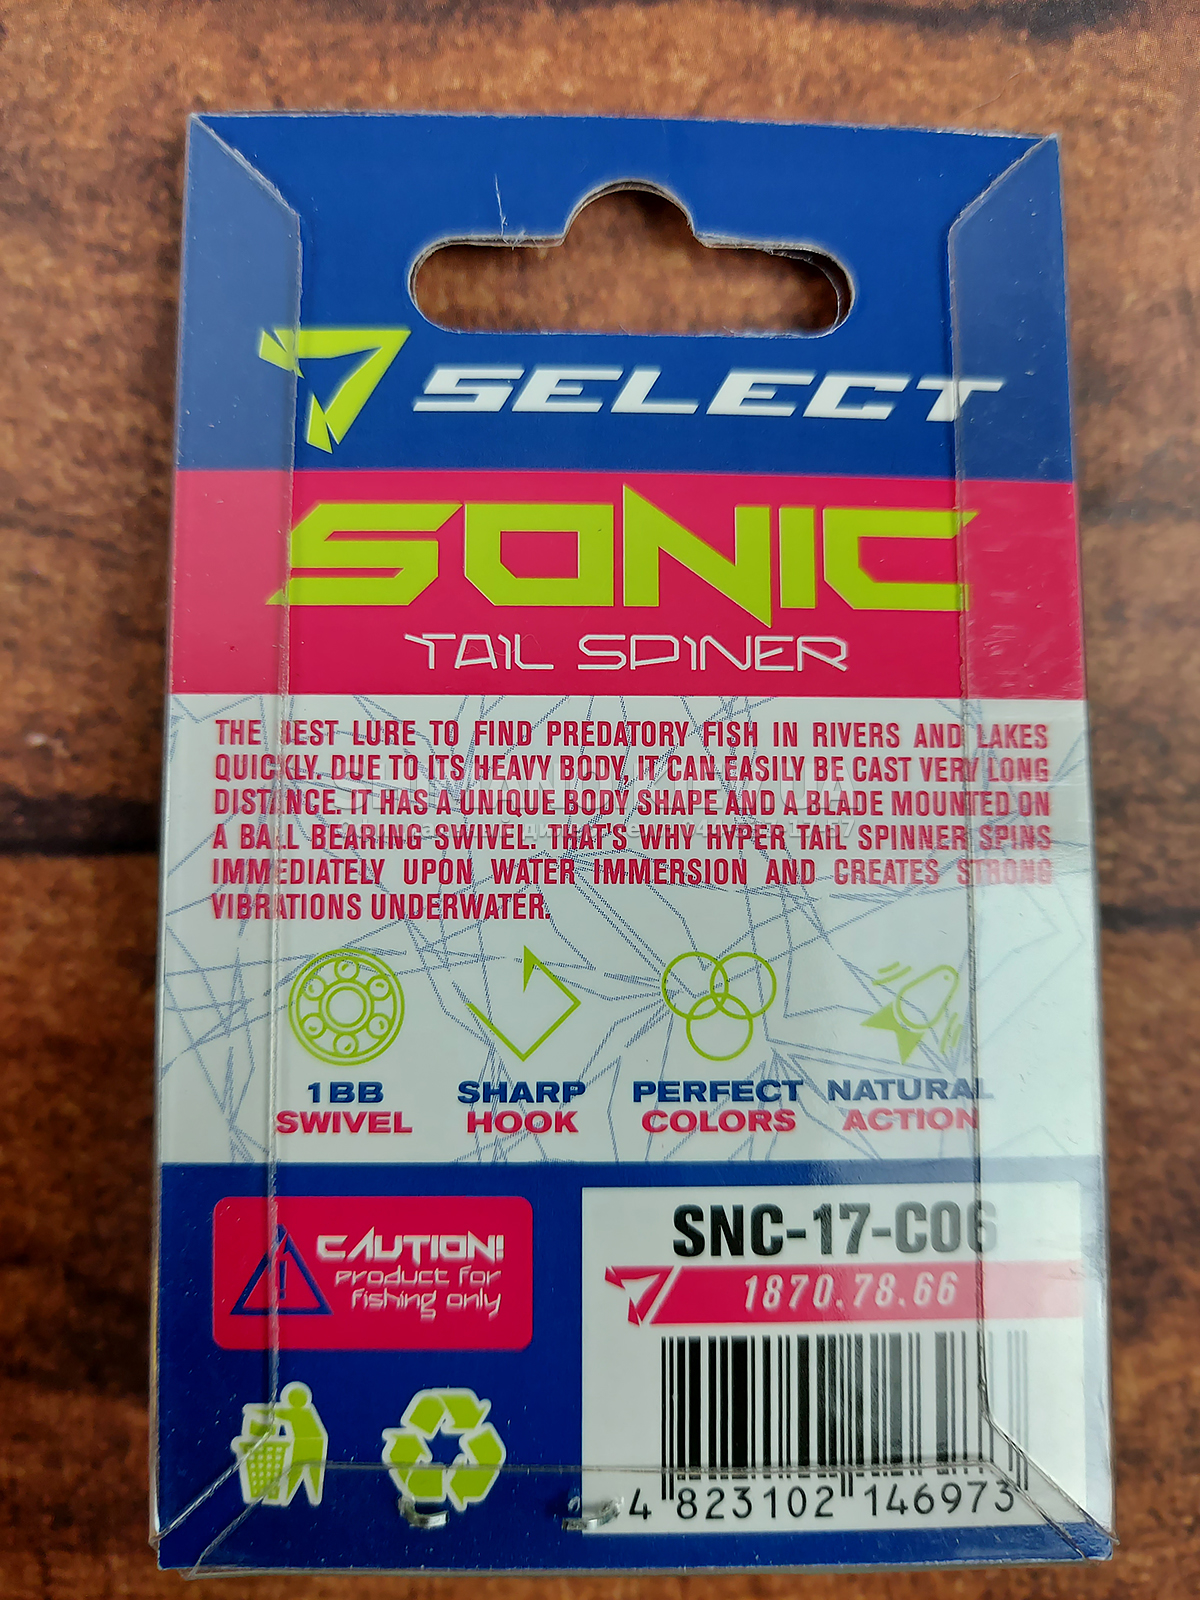 SELECT
SONIC
TAIL SPINER
THE BEST LURE TO FIND PREDATORY FISH IN RIVERS AND LAKES
QUICKLY. DUE TO ITS HEAVY BODY, IT CAN EASILY BE CAST VERY LONG
DISTANCE. IT HAS A UNIQUE BODY SHAPE AND A BLADE MOUNTED ON
A BALL BEARING SWIVEL. THAT'S WHY HYPER TAIL SPINNER SPINS
IMMEDIATELY UPON WATER IMMERSION AND CREATES STRONG
VIBRATIONS UNDERWATER.
1BB SWIVEL
SHARP HOOK
PERFECT COLORS
NATURAL ACTION
CAUTION!
product for
fishing only
SNC-17-C06
1870.78.66
4 823102 146973